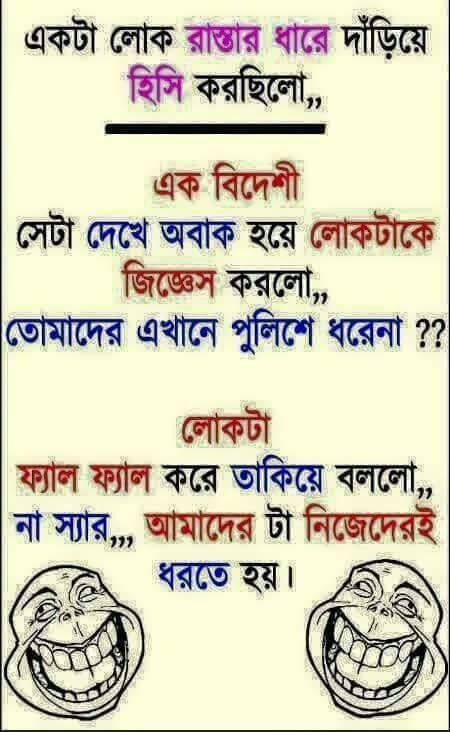 একটা লোক রাস্তার ধারে দাঁড়িয়ে
হিসি করছিলো,,
এক বিদেশী
সেটা দেখে অবাক হয়ে লোকটাকে
জিজ্ঞেস করলো,,
তোমাদের এখানে পুলিশে ধরেনা ??
লোকটা
ফ্যাল ফ্যাল করে তাকিয়ে বললো,,
না স্যার,,, আমাদের টা নিজেদেরই
ধরতে হয়।